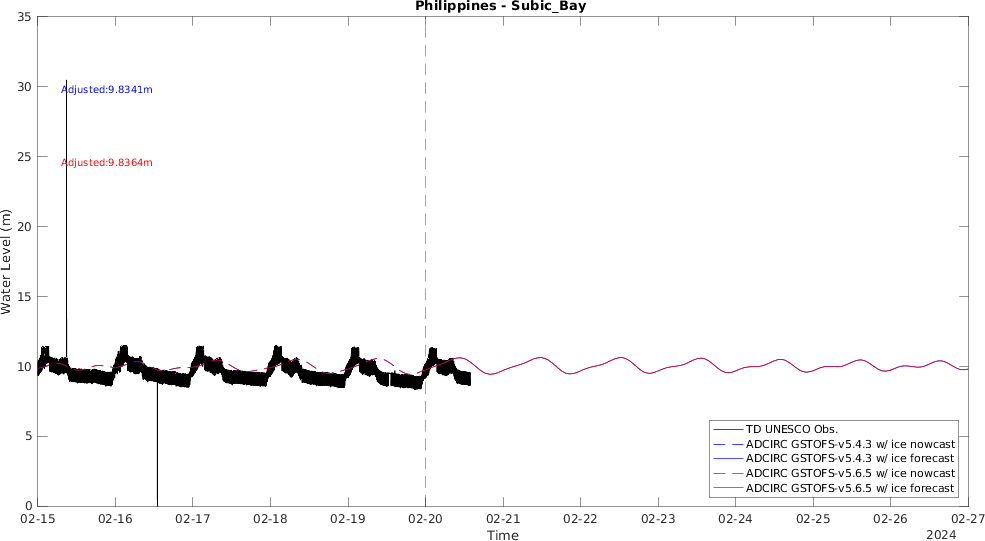 Philippines - Subic_Bay
35
30
25
20
15
10
5
0
Water Level (m)
Adjusted:9.8341m
Adjusted:9.8364m
TD UNESCO Obs.
ADCIRC GSTOFS-v5.4.3 w/ ice nowcast
ADCIRC GSTOFS-v5.4.3 w/ ice forecast
ADCIRC GSTOFS-v5.6.5 w/ ice nowcast
ADCIRC GSTOFS-v5.6.5 w/ ice forecast
02-15 02-16 02-17 02-18 02-19 02-20 02-21 02-22 02-23 02-24 02-25 02-26 02-27
Time
2024